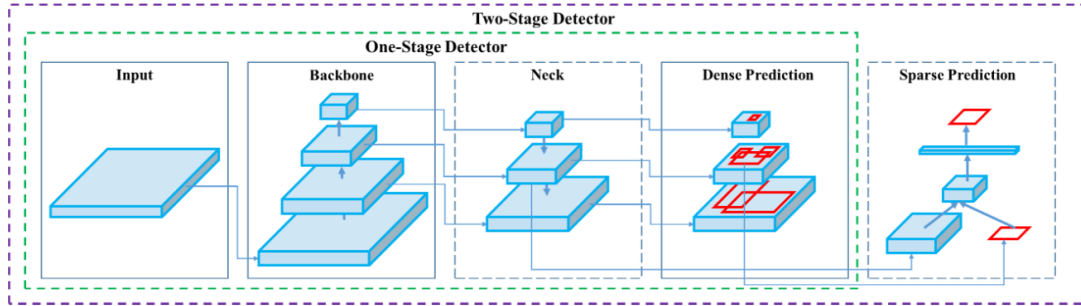 Two-Stage Detector
One-Stage Detector
Input
Backbone
Neck
Dense Prediction
Sparse Prediction